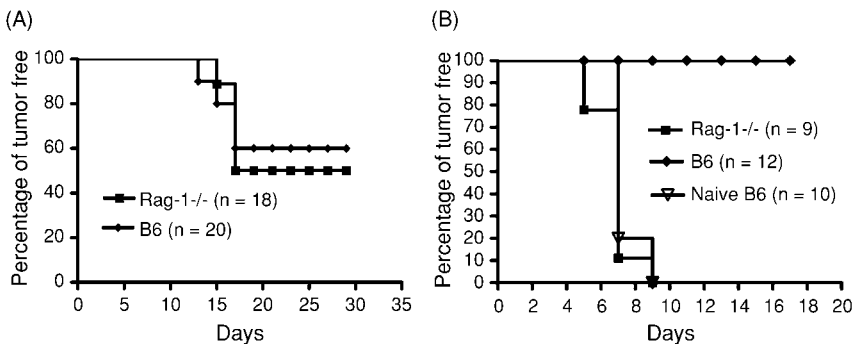 (A)
Percentage of tumor free
100
80
60
40
20
0
Rag-1-/- (n = 18)
B6 (n = 20)
0 5 10 15 20 25 30 35
Days
(B)
Percentage of tumor free
100
90
80
70
60
50
40
30
20
10
0
Rag-1-/- (n = 9)
B6 (n = 12)
Naive B6 (n = 10)
0 2 4 6 8 10 12 14 16 18 20
Days